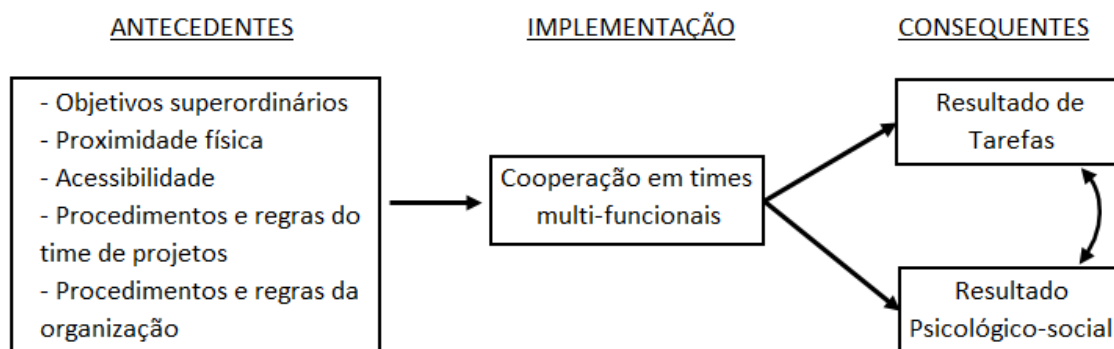 ANTECEDENTES
IMPLEMENTAÇÃO
CONSEQUENTES
- Objetivos superordinários
- Proximidade física
- Acessibilidade
- Procedimentos e regras do
time de projetos
- Procedimentos e regras da
organização
Cooperação em times
multi-funcionais
Resultado de
Tarefas
Resultado
Psicológico-social